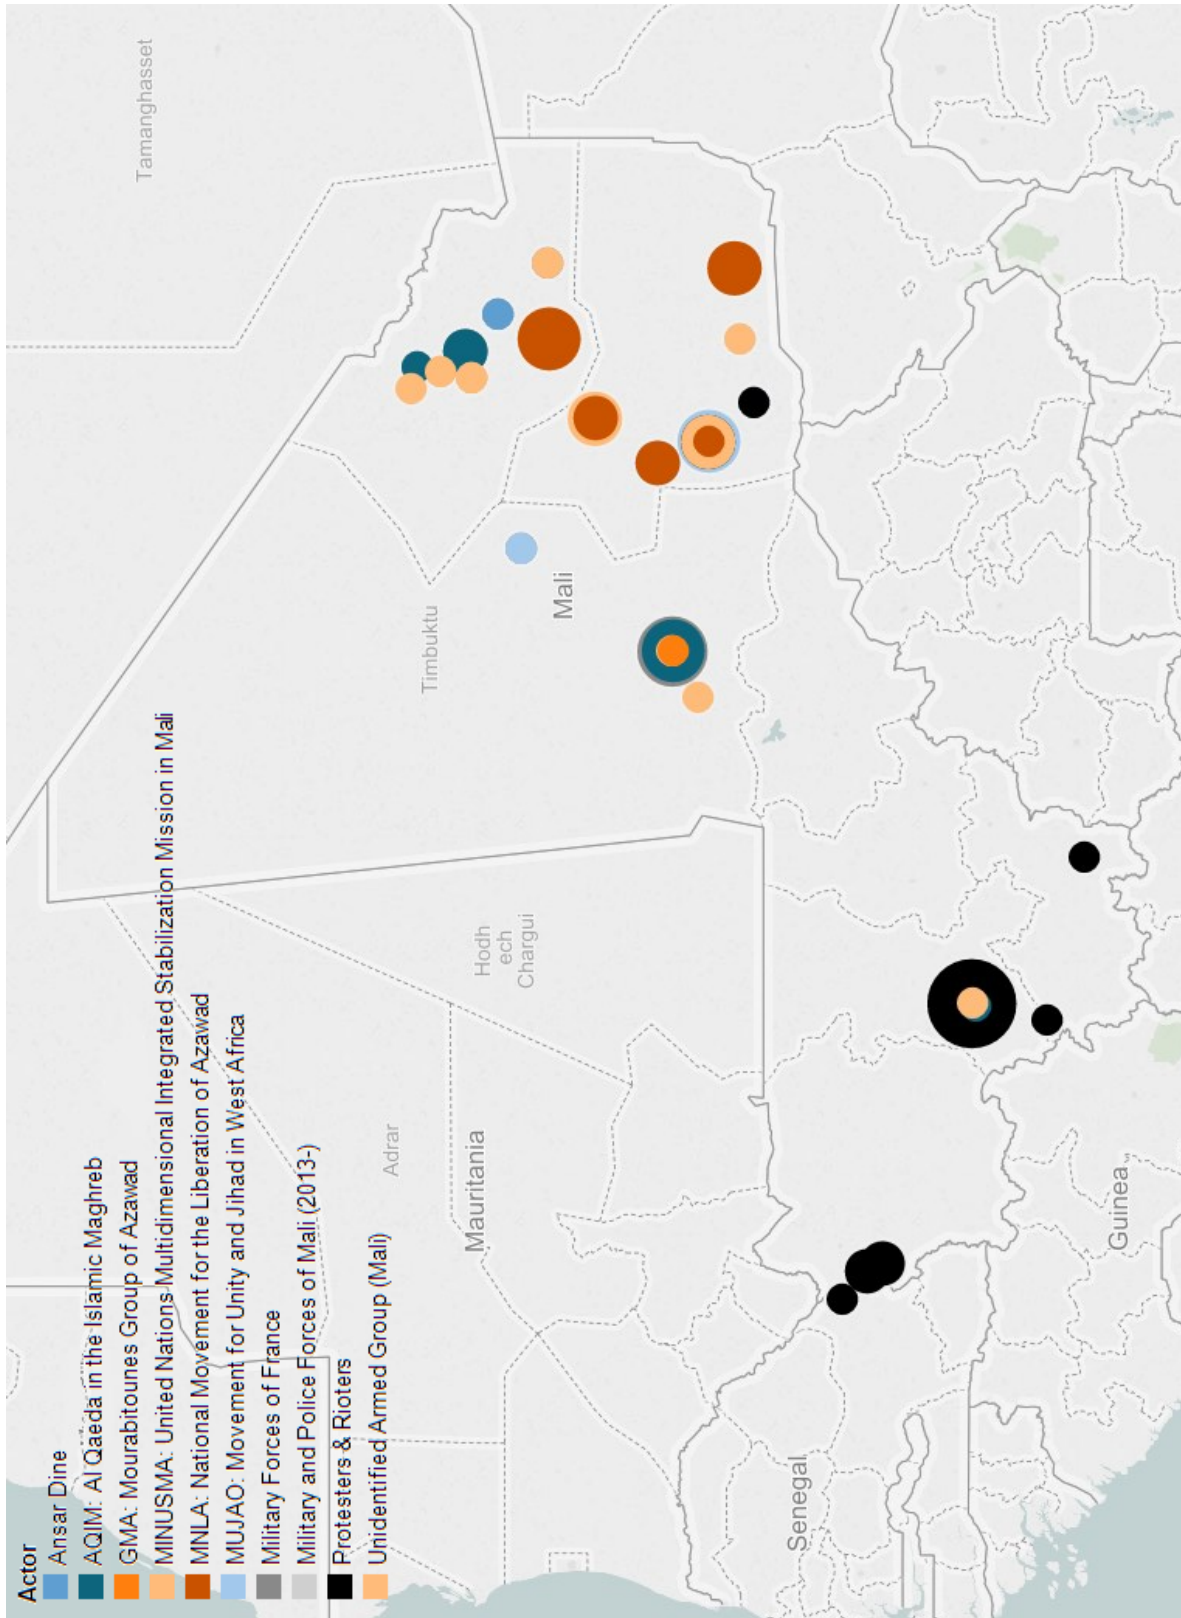 Actor
Ansar Dine
AQIM: Al Qaeda in the Islamic Maghreb
GMA: Mourabitounes Group of Azawad
MINUSMA: United Nations Multidimensional Integrated Stabilization Mission in Mali
MNLA: National Movement for the Liberation of Azawad
MUJAO: Movement for Unity and Jihad in West Africa
Military Forces of France
Military and Police Forces of Mali (2013-)
Protesters & Rioters
Unidentified Armed Group (Mali)
Tamanghasset
Timbuktu
Mali
Hodh
ech
Chargui
Adrar
Mauritania
Senegal
Guinea